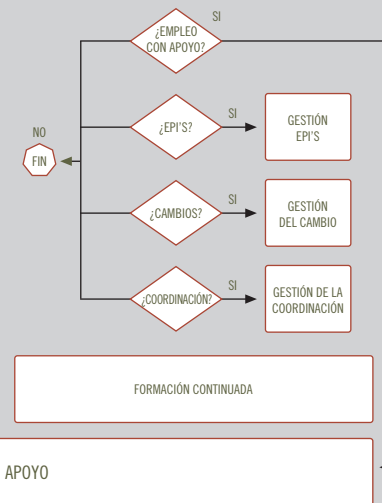 SI
¿EMPLEO
CON APOYO?
SI
¿EPI'S?
GESTIÓN
EPI'S
NO
FIN
SI
¿CAMBIOS?
GESTIÓN
DEL CAMBIO
SI
¿COORDINACIÓN?
GESTIÓN DE LA
COORDINACIÓN
FORMACIÓN CONTINUADA
APOYO